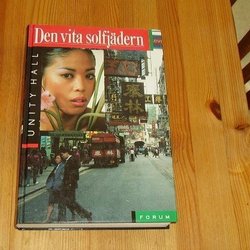 Den vita solfjädern
UNITY HALL
FORUM